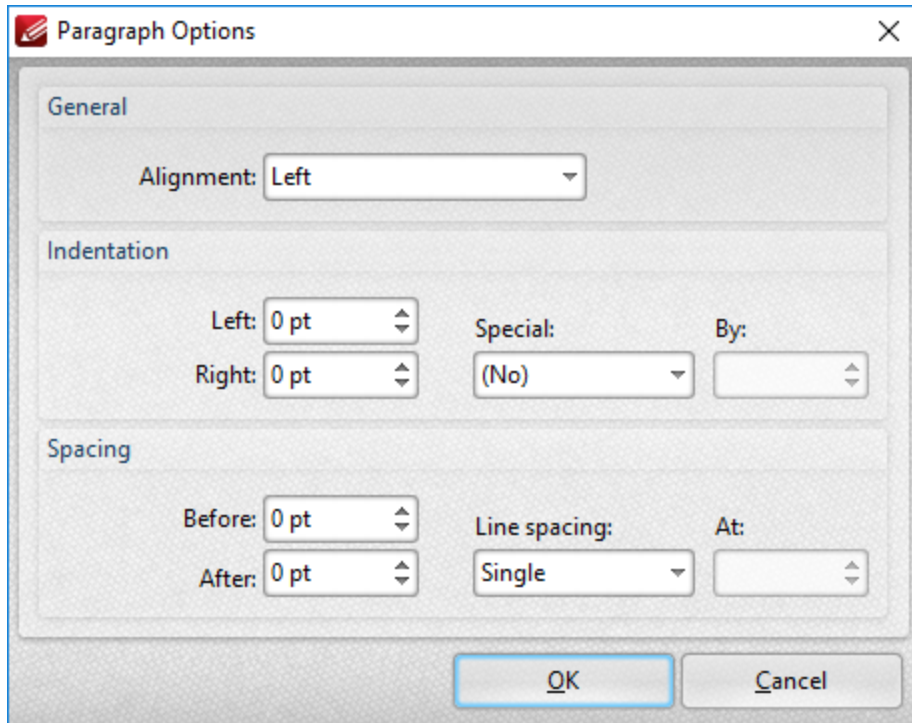 Paragraph Options
General
Alignment: Left
Indentation
Left: 0 pt
Special: By:
Right: 0 pt (No)
Spacing
Before: 0 pt
Line spacing: At:
After: 0 pt Single
OK Cancel